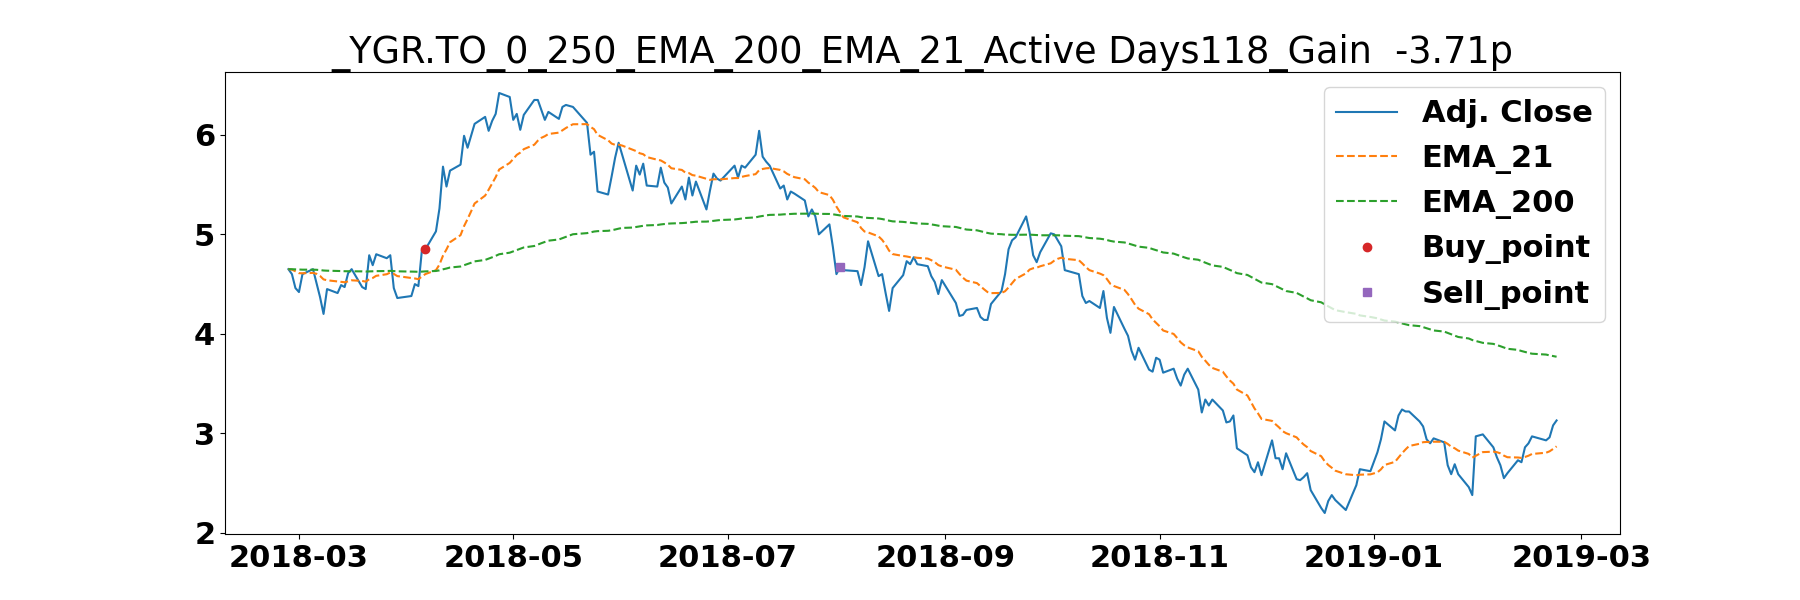 _YGR.TO_0_250_EMA_200_EMA_21_Active Days118_Gain  -3.71p
Adj. Close
EMA_21
EMA_200
Buy_point
Sell_point
6
5
4
3
2
2018-03 2018-05 2018-07 2018-09 2018-11 2019-01 2019-03